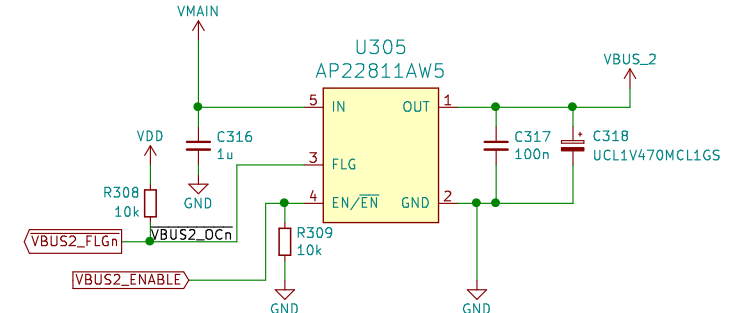 VMAIN
U305
AP22811AW5
VBUS_2
5
IN
OUT
1
C316
1u
GND
C317
100n
C318
+
UCL1V470MCL1GS
VDD
3
FLG
R308
10k
4
EN/EN
GND
2
VBUS2_OCn
VBUS2_FLGn
R309
10k
VBUS2_ENABLE
GND
GND